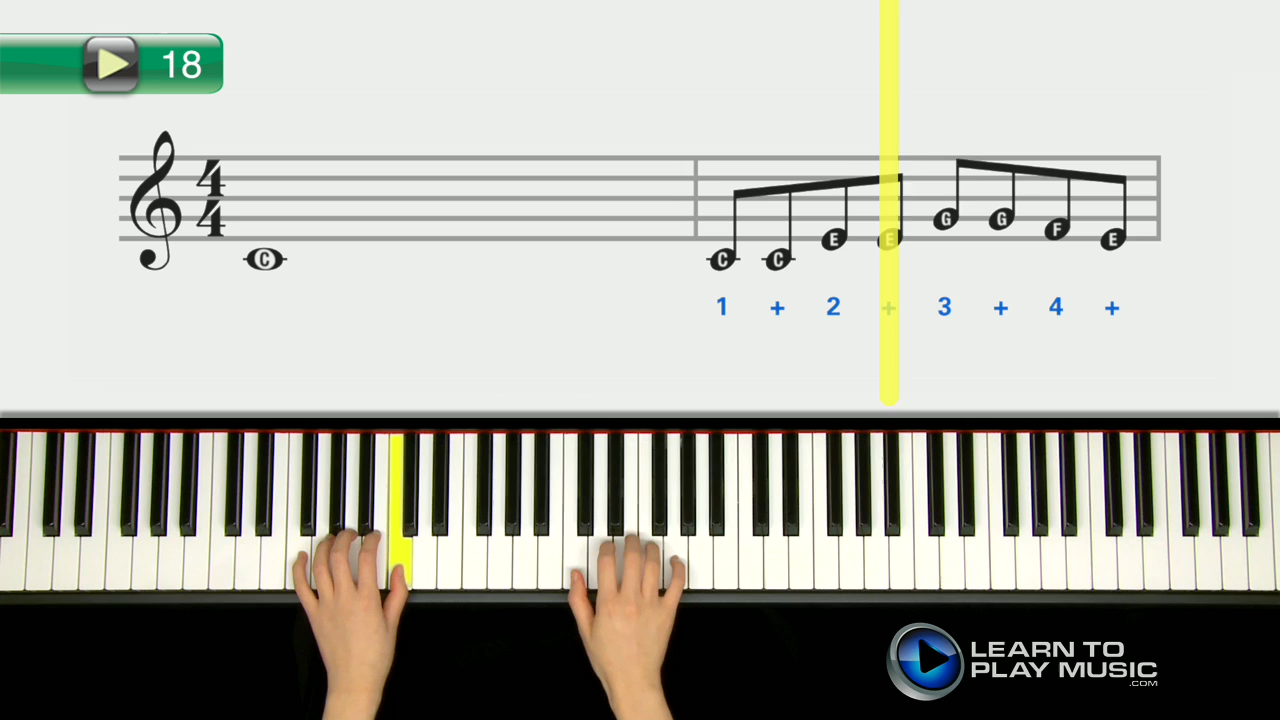 18
4
4
C
C C E E G G F E
1 + 2 + 3 + 4 +
LEARN TO
PLAY MUSIC
.COM